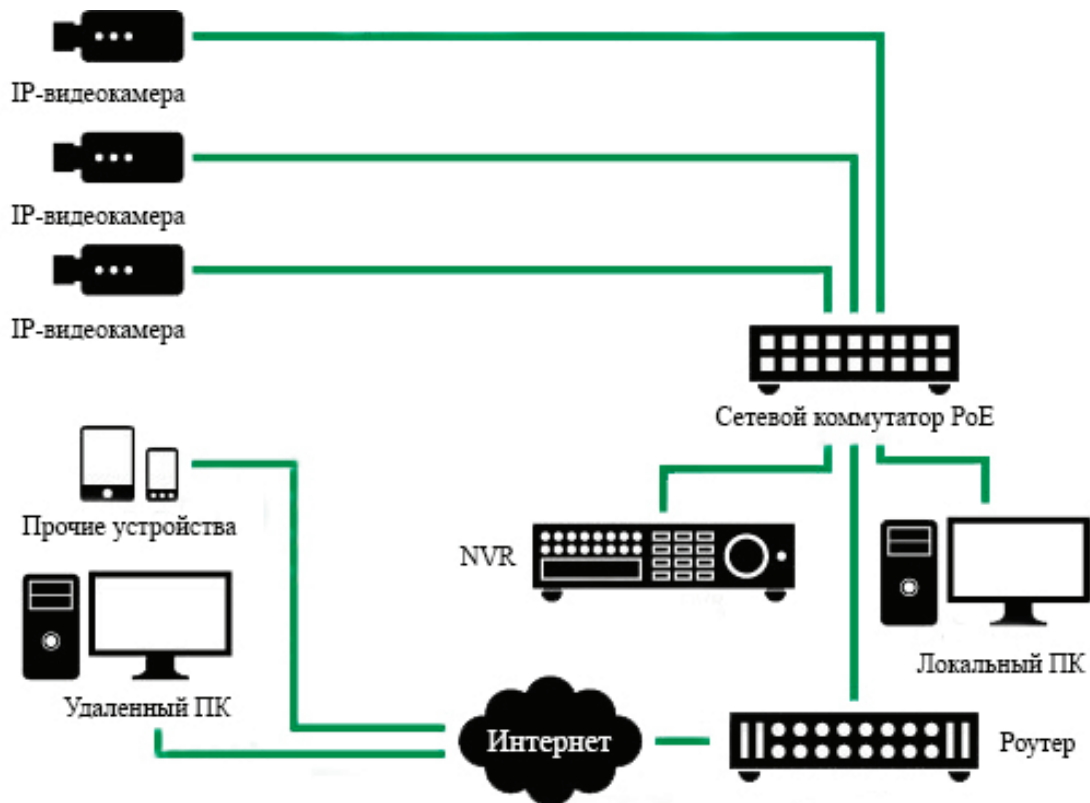 IP-видеокамера
IP-видеокамера
IP-видеокамера
Сетевой коммутатор PoE
Прочие устройства
NVR
Локальный ПК
Удаленный ПК
Интернет
Роутер